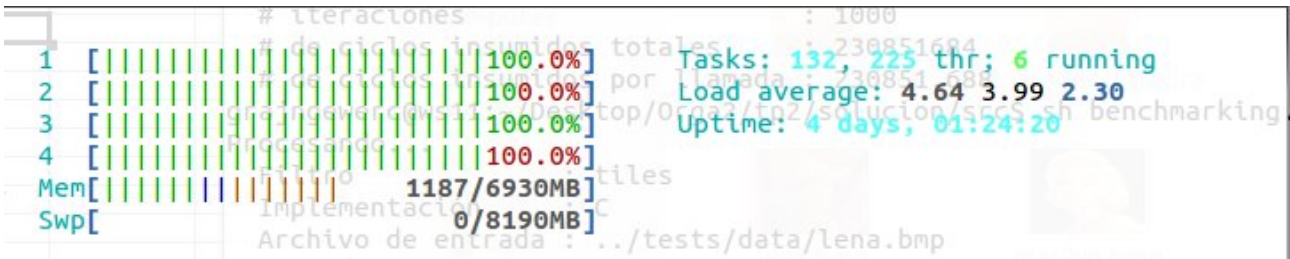 # iteraciones : 1000
1 [100.0%] Tasks: 132, 225 thr; 6 running
# de ciclos insumidos totales : 230851684
2 [100.0%] Load average: 4.64 3.99 2.30
# de ciclos insumidos por llamada : 230851.688
3 [100.0%] Uptime: 4 days, 01:24:20
/Desktop/Orga2/tp2/solucion/src$ sh benchmarking.
4 [100.0%]
Procesando...
Mem[1187/6930MB]
Filtro : tiles
Swp[0/8190MB]
Implementación : C
Archivo de entrada : ../tests/data/lena.bmp